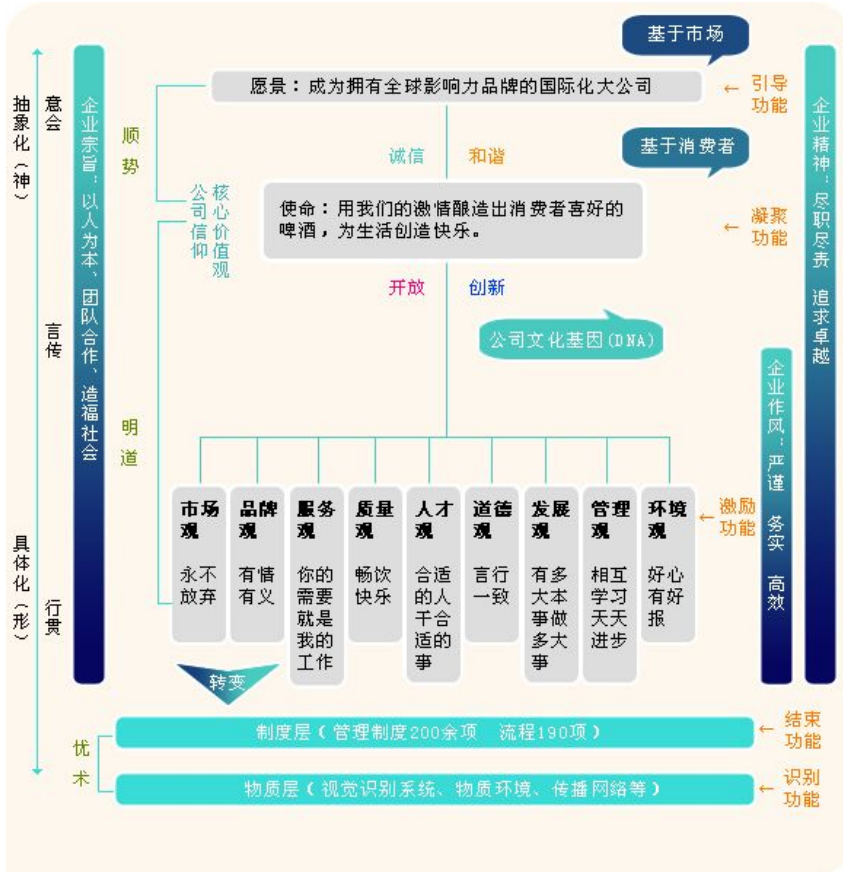 基于市场
愿景：成为拥有全球影响力品牌的国际化大公司
←引导
功能
诚信 和谐
基于消费者
使命：用我们的激情酿造出消费者喜好的
啤酒，为生活创造快乐。
←凝聚
功能
开放 创新
公司文化基因(DNA)
抽象化（神）
具体化（形）
意会
言传
行贯
企业宗旨：以人为本、团队合作、造福社会
顺势
明道
优术
核心价值观
公司信仰
企业精神：尽职尽责 追求卓越
企业作风：严谨 务实 高效
市场
观
永不
放弃
品牌
观
有情
有义
服务
观
你的
需要
就是
我的
工作
质量
观
畅饮
快乐
人才
观
合适
的人
干合
适的
事
道德
观
言行
一致
发展
观
有多
大本
事做
多大
事
管理
观
相互
学习
天天
进步
环境
观
好心
有好
报
←激励
功能
转变
制度层（管理制度200余项 流程190项）
←结束
功能
物质层（视觉识别系统、物质环境、传播网络等）
←识别
功能